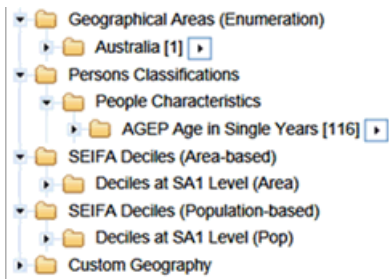 Geographical Areas (Enumeration)
Australia [1]
Persons Classifications
People Characteristics
AGEP Age in Single Years [116]
SEIFA Deciles (Area-based)
Deciles at SA1 Level (Area)
SEIFA Deciles (Population-based)
Deciles at SA1 Level (Pop)
Custom Geography